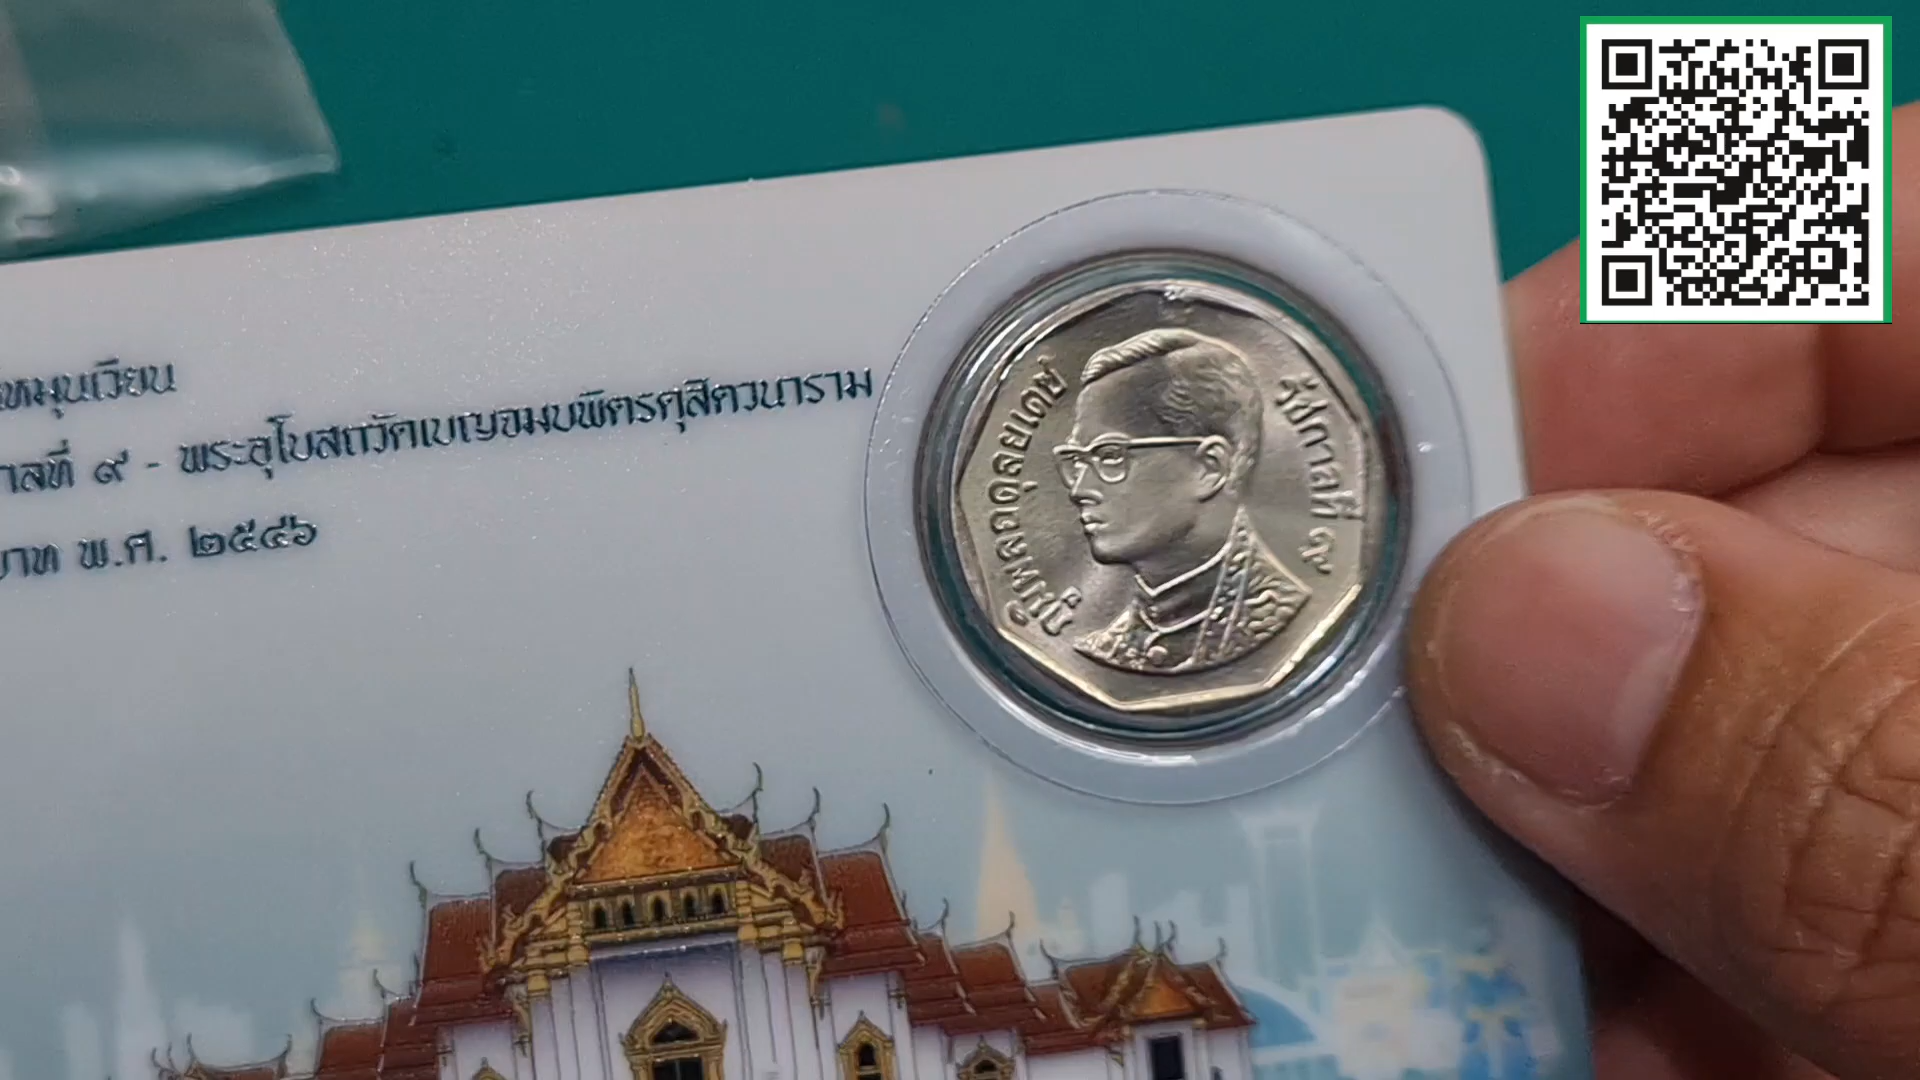 หมุนเวียน
าลที่ ๙ - พระอุโบสถวัดเบญจมบพิตรดุสิตวนาราม
บาท พ.ศ. ๒๕๔๖
ภูมิพลอดุลยเดช
รัชกาลที่ ๙